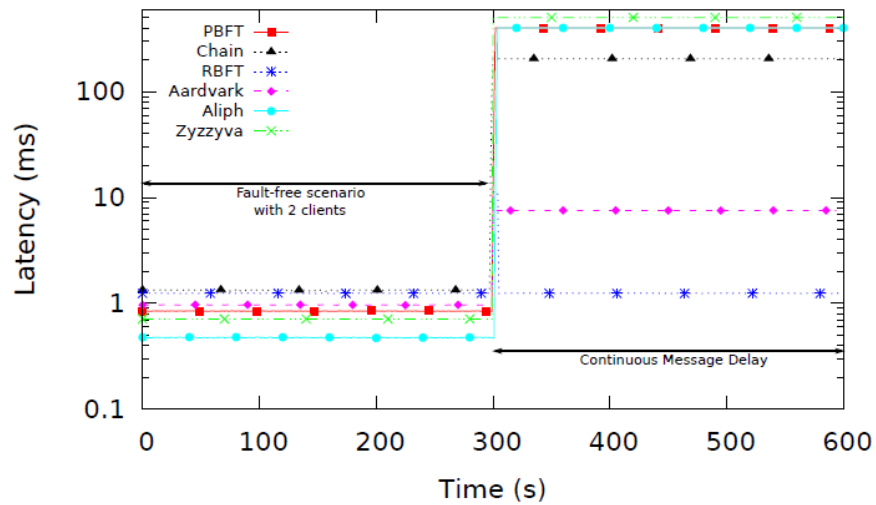 PBFT
Chain
RBFT
Aardvark
Aliph
Zyzzyva
Latency (ms)
100
10
1
0.1
Fault-free scenario
with 2 clients
Continuous Message Delay
0 100 200 300 400 500 600
Time (s)